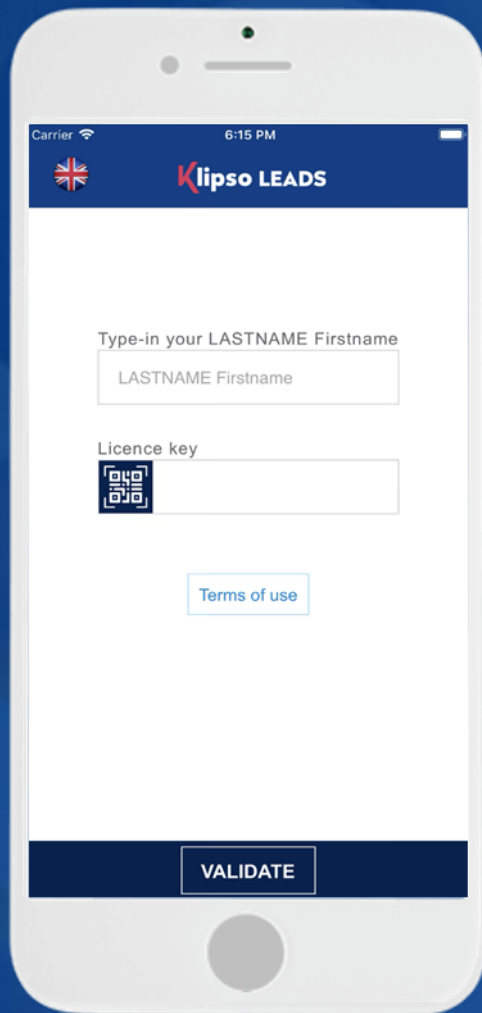 Carrier 6:15 PM
Klipso LEADS
Type-in your LASTNAME Firstname
LASTNAME Firstname
Licence key
Terms of use
VALIDATE